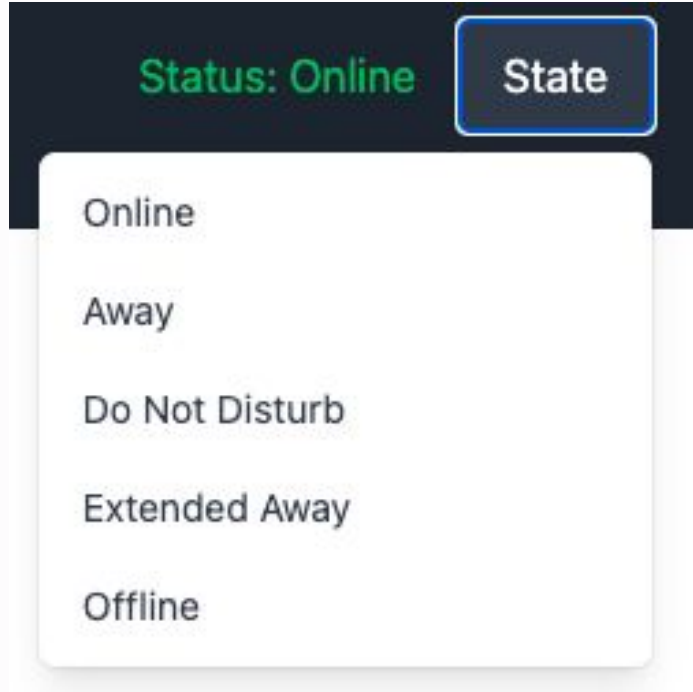 Status: Online State
Online
Away
Do Not Disturb
Extended Away
Offline